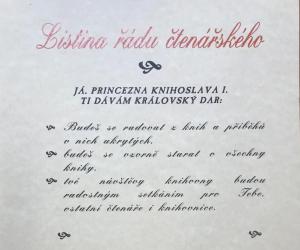 Listina řádu čtenářského
JÁ, PRINCEZNA KNIHOSLAVA I.
TI DÁVÁM KRÁLOVSKÝ DAR:
Budeš se radovat z knih a příběhů
v nich ukrytých.
budeš se vzorně starat o všechny
knihy.
tvé návštěvy knihovny budou
radostným setkáním pro Tebe,
ostatní čtenáře i knihovnice.